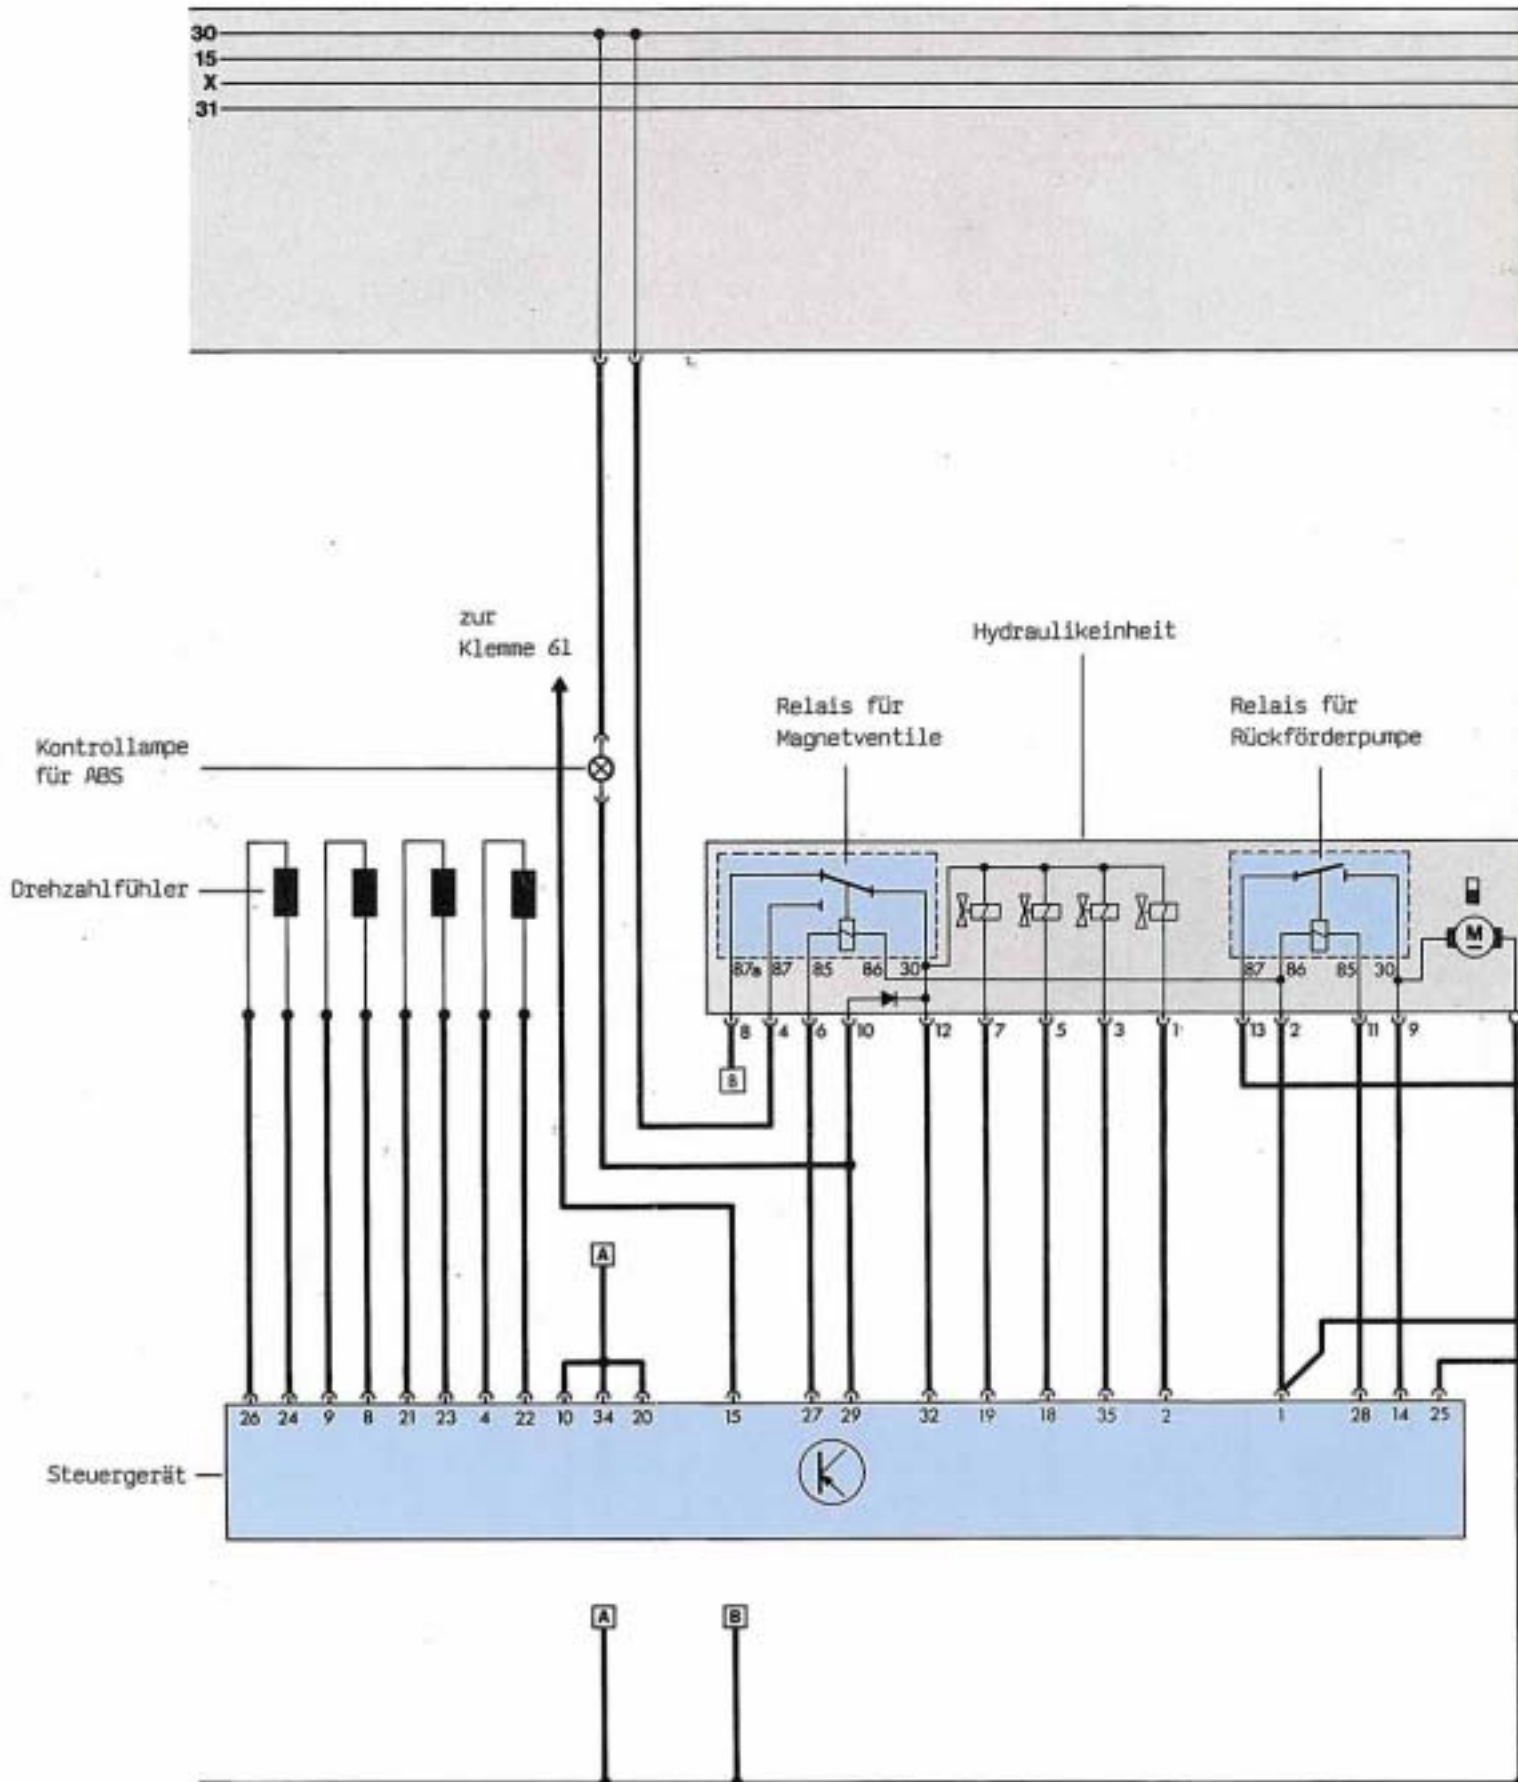 30
15
X
31
zur
Klemme 61
Hydraulikeinheit
Relais für
Magnetventile
Relais für
Rückförderpumpe
Kontrollampe
für ABS
Drehzahlfühler
M
87a 87 85 86 30 87 86 85 30
8 4 6 10 12 7 5 3 1 13 2 11 9
B
A
26 24 9 8 21 23 4 22 10 34 20 15 27 29 32 19 18 35 2 1 28 14 25
Steuergerät
A B